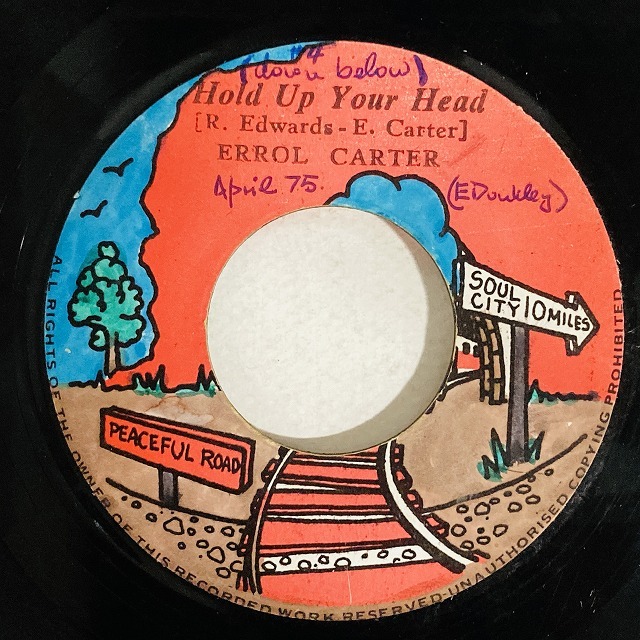 #4
(down below)
Hold Up Your Head
[R. Edwards - E. Carter]
ERROL CARTER
April 75.
(E Dunkley)
SOUL
CITY 10 MILES
PEACEFUL ROAD
ALL RIGHTS OF THE OWNER OF THIS RECORDED WORK RESERVED-UNAUTHORISED COPYING PROHIBITED